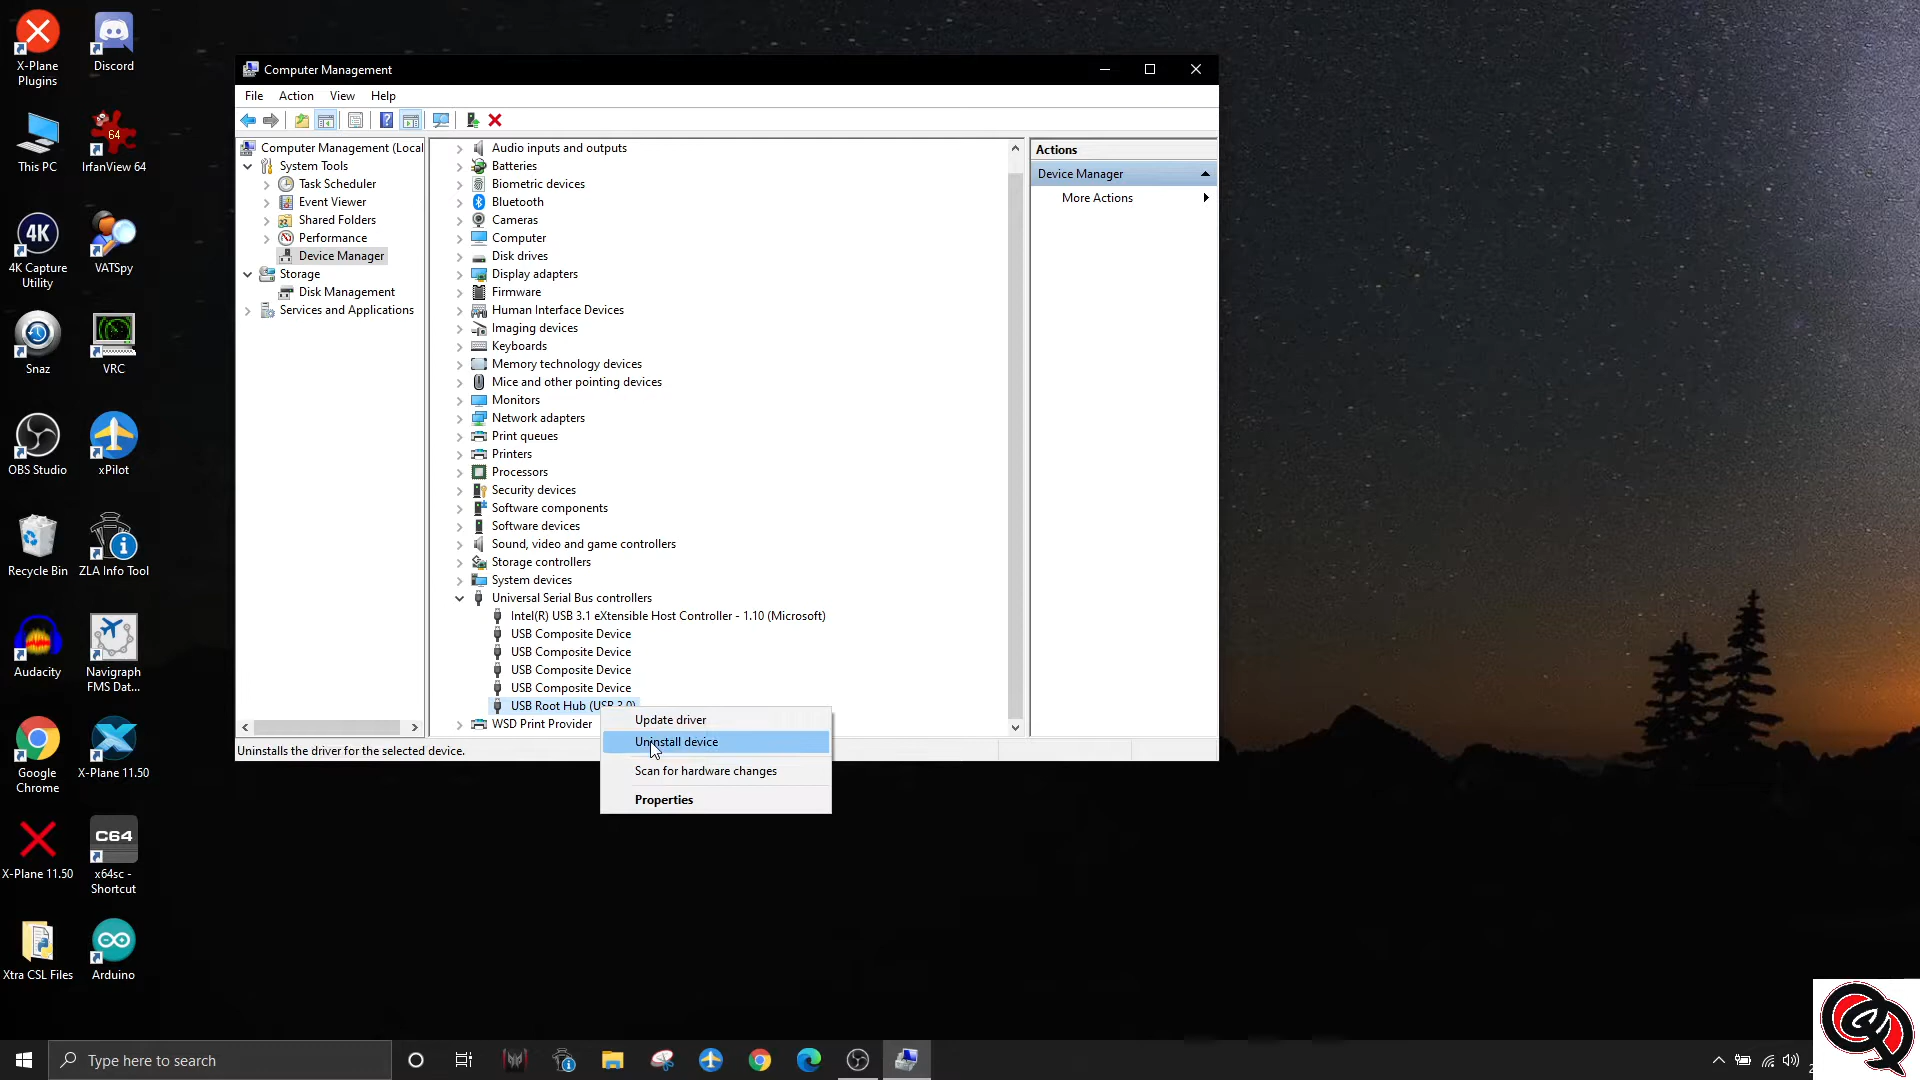 X-Plane
Plugins
Discord
This PC
64
IrfanView 64
4K
4K Capture
Utility
VATSpy
Snaz
VRC
OBS Studio
xPilot
Recycle Bin
ZLA Info Tool
Audacity
Navigraph
FMS Dat...
Google
Chrome
X-Plane 11.50
X-Plane 11.50
C64
x64sc -
Shortcut
Xtra CSL Files
Arduino
Computer Management
File Action View Help
Computer Management (Local
System Tools
Task Scheduler
Event Viewer
Shared Folders
Performance
Device Manager
Storage
Disk Management
Services and Applications
Audio inputs and outputs
Batteries
Biometric devices
Bluetooth
Cameras
Computer
Disk drives
Display adapters
Firmware
Human Interface Devices
Imaging devices
Keyboards
Memory technology devices
Mice and other pointing devices
Monitors
Network adapters
Print queues
Printers
Processors
Security devices
Software components
Software devices
Sound, video and game controllers
Storage controllers
System devices
Universal Serial Bus controllers
Intel(R) USB 3.1 eXtensible Host Controller - 1.10 (Microsoft)
USB Composite Device
USB Composite Device
USB Composite Device
USB Composite Device
USB Root Hub (USB 3.0)
WSD Print Provider
Update driver
Uninstall device
Scan for hardware changes
Properties
Actions
Device Manager
More Actions
Uninstalls the driver for the selected device.
Type here to search